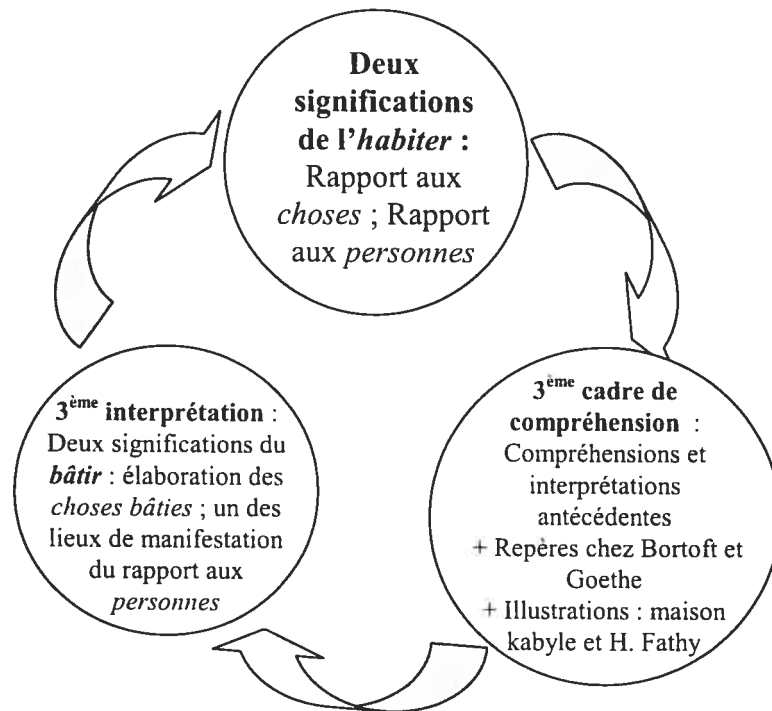 Deux
significations
de l'habiter :
Rapport aux
choses ; Rapport
aux personnes
3ème interprétation :
Deux significations du
bâtir : élaboration des
choses bâties ; un des
lieux de manifestation
du rapport aux
personnes
3ème cadre de
compréhension :
Compréhensions et
interprétations
antécédentes
+ Repères chez Bortoft et
Goethe
+ Illustrations : maison
kabyle et H. Fathy